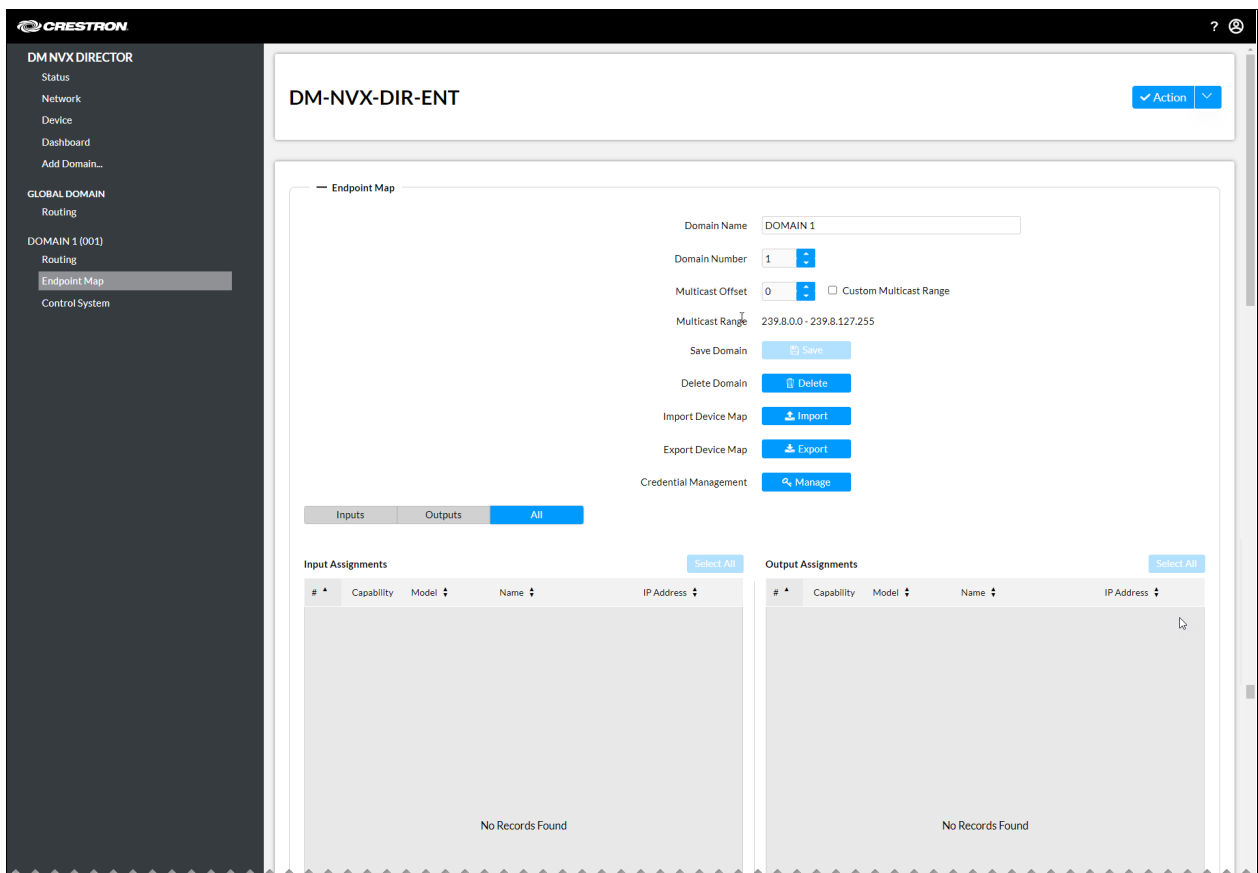 CRESTRON.
?
DM NVX DIRECTOR
Status
Network
Device
Dashboard
Add Domain...
GLOBAL DOMAIN
Routing
DOMAIN 1 (001)
Routing
Endpoint Map
Control System
DM-NVX-DIR-ENT
Action
Endpoint Map
Domain Name DOMAIN 1
Domain Number 1
Multicast Offset 0 Custom Multicast Range
Multicast Range 239.8.0.0 - 239.8.127.255
Save Domain Save
Delete Domain Delete
Import Device Map Import
Export Device Map Export
Credential Management Manage
Inputs Outputs All
Input Assignments Select All
# Capability Model Name IP Address
No Records Found
Output Assignments Select All
# Capability Model Name IP Address
No Records Found